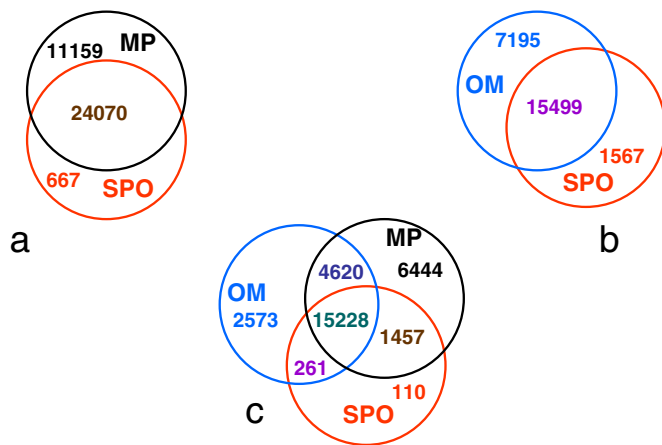 11159 MP
24070
667 SPO
a
7195
OM
15499
1567
SPO
b
MP
4620 6444
OM
2573 15228
1457
261
110
SPO
c